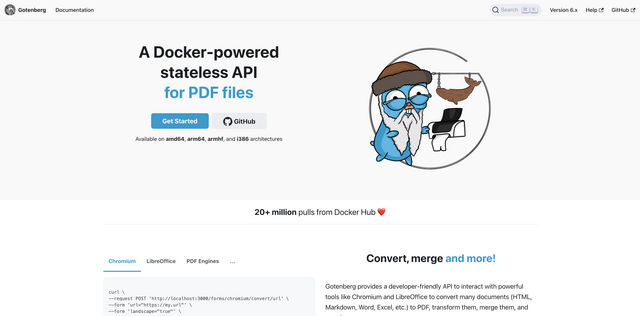 Gotenberg Documentation Search Version 6.x Help GitHub
A Docker-powered
stateless API
for PDF files
Get Started GitHub
Available on amd64, arm64, armhf, and i386 architectures
20+ million pulls from Docker Hub ❤️
Chromium LibreOffice PDF Engines ...
curl \
--request POST 'http://localhost:3000/forms/chromium/convert/url' \
--form 'url="https://my.url"' \
--form 'landscape="true"' \
Convert, merge and more!
Gotenberg provides a developer-friendly API to interact with powerful
tools like Chromium and LibreOffice to convert many documents (HTML,
Markdown, Word, Excel, etc.) to PDF, transform them, merge them, and